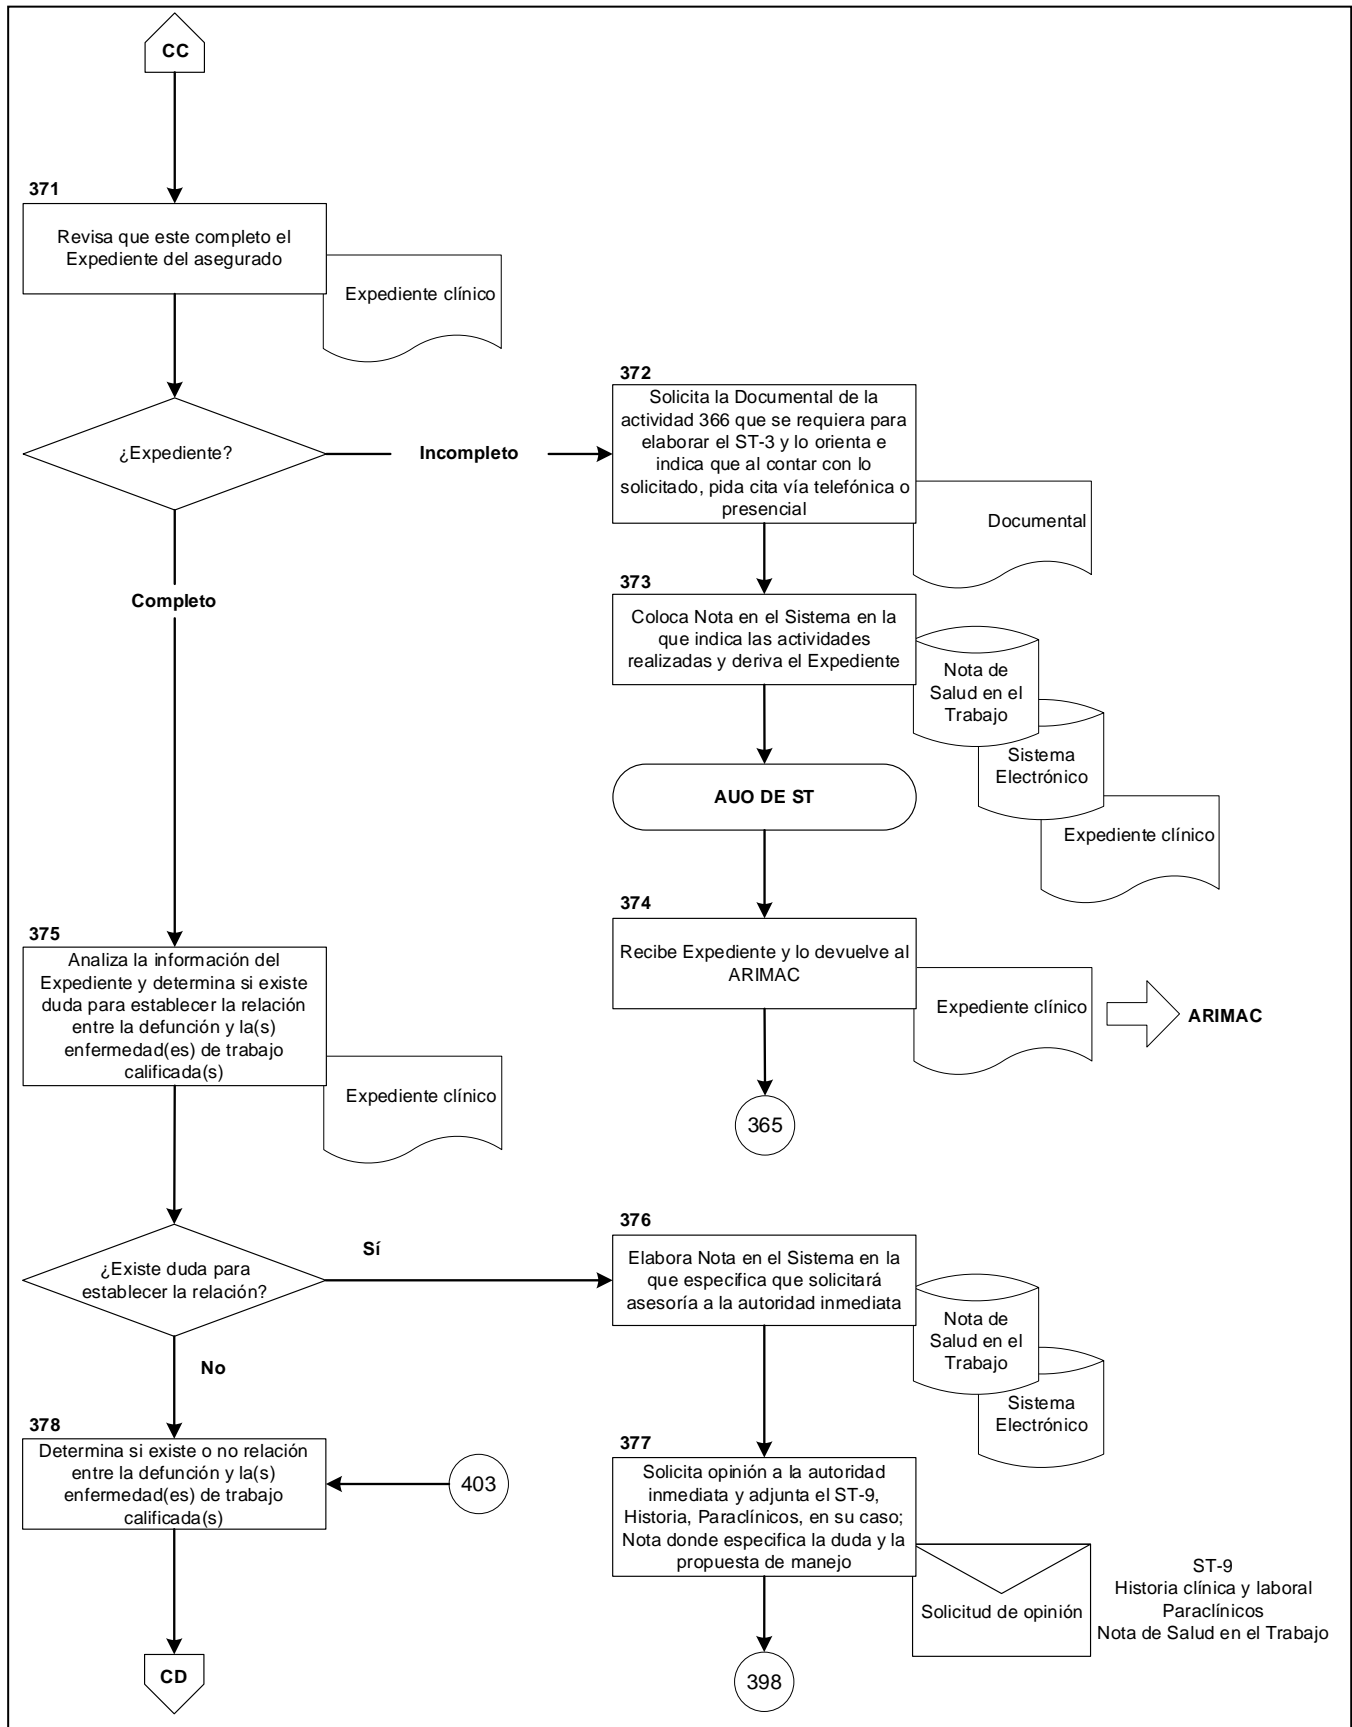 CC
371
Revisa que este completo el
Expediente del asegurado
Expediente clínico
¿Expediente?
Incompleto
372
Solicita la Documental de la
actividad 366 que se requiera para
elaborar el ST-3 y lo orienta e
indica que al contar con lo
solicitado, pida cita vía telefónica o
presencial
Documental
Completo
373
Coloca Nota en el Sistema en la
que indica las actividades
realizadas y deriva el Expediente
Nota de
Salud en el
Trabajo
Sistema
Electrónico
Expediente clínico
AUO DE ST
374
Recibe Expediente y lo devuelve al
ARIMAC
Expediente clínico
ARIMAC
365
375
Analiza la información del
Expediente y determina si existe
duda para establecer la relación
entre la defunción y la(s)
enfermedad(es) de trabajo
calificada(s)
Expediente clínico
¿Existe duda para
establecer la relación?
Sí
376
Elabora Nota en el Sistema en la
que especifica que solicitará
asesoría a la autoridad inmediata
Nota de
Salud en el
Trabajo
Sistema
Electrónico
No
378
Determina si existe o no relación
entre la defunción y la(s)
enfermedad(es) de trabajo
calificada(s)
403
377
Solicita opinión a la autoridad
inmediata y adjunta el ST-9,
Historia, Paraclínicos, en su caso;
Nota donde especifica la duda y la
propuesta de manejo
Solicitud de opinión
ST-9
Historia clínica y laboral
Paraclínicos
Nota de Salud en el Trabajo
CD
398